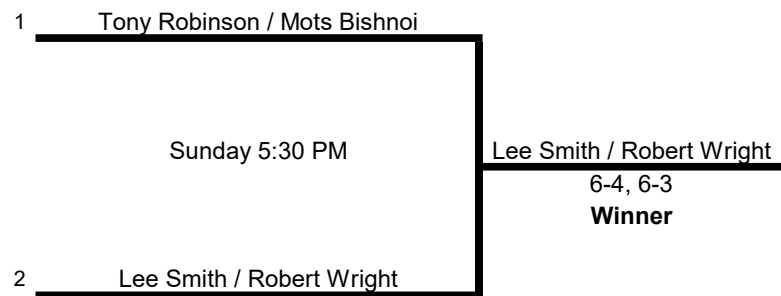 1 Tony Robinson / Mots Bishnoi
Sunday 5:30 PM
Lee Smith / Robert Wright
6-4, 6-3
Winner
2 Lee Smith / Robert Wright